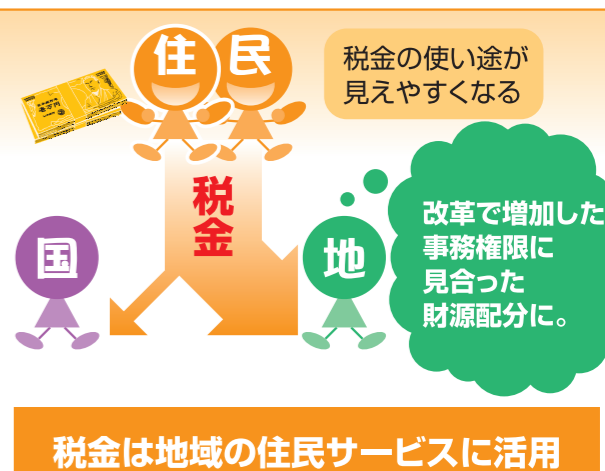 住民
税金の使い途が
見えやすくなる
税金
国
地
改革で増加した
事務権限に
見合った
財源配分に。
税金は地域の住民サービスに活用